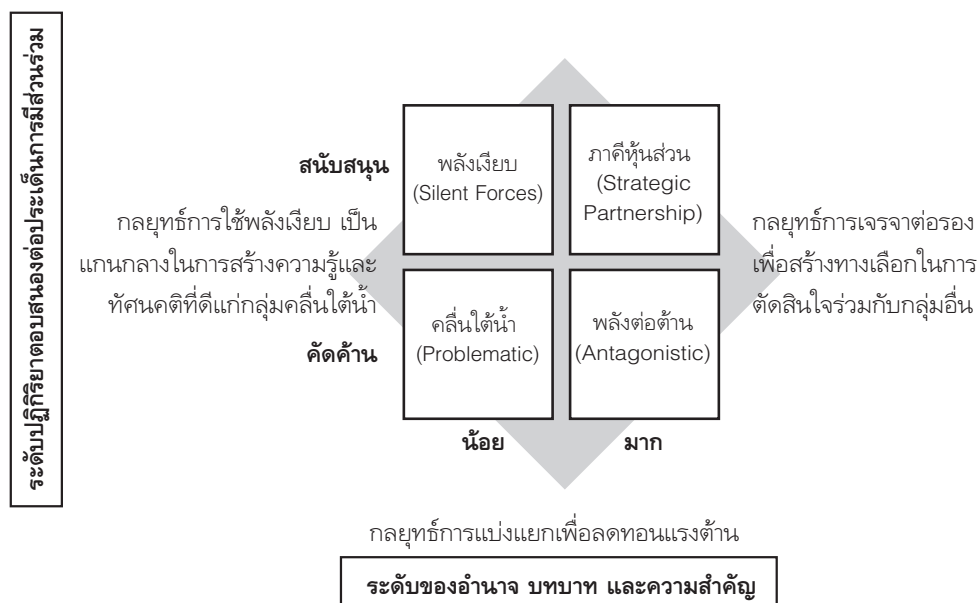 ระดับปฏิกิริยาตอบสนองต่อประเด็นการมีส่วนร่วม
สนับสนุน
กลยุทธ์การใช้พลังเงียบ เป็น
แกนกลางในการสร้างความรู้และ
ทัศนคติที่ดีแก่กลุ่มคลื่นใต้น้ำ
คัดค้าน
พลังเงียบ
(Silent Forces)
ภาคีหุ้นส่วน
(Strategic
Partnership)
คลื่นใต้น้ำ
(Problematic)
พลังต่อต้าน
(Antagonistic)
กลยุทธ์การเจรจาต่อรอง
เพื่อสร้างทางเลือกในการ
ตัดสินใจร่วมกับกลุ่มอื่น
น้อย
มาก
กลยุทธ์การแบ่งแยกเพื่อลดทอนแรงต้าน
ระดับของอำนาจ บทบาท และความสำคัญ